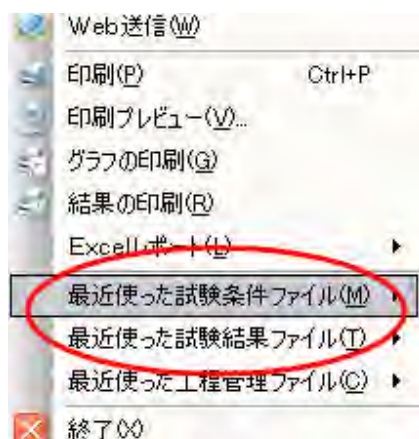 Web送信(W)
印刷(P) Ctrl+P
印刷プレビュー(V)...
グラフの印刷(G)
結果の印刷(R)
Excelレポート(L)
最近使った試験条件ファイル(M)
最近使った試験結果ファイル(T)
最近使った工程管理ファイル(C)
終了(X)